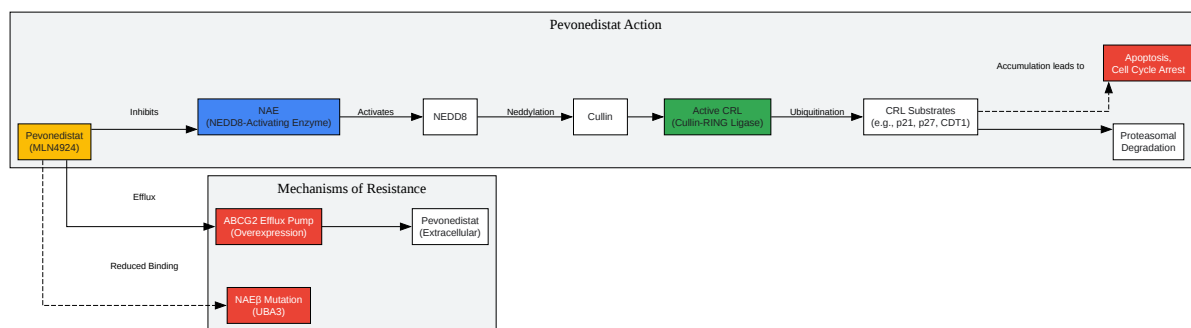 Pevonedistat Action
Accumulation leads to
Apoptosis,
Cell Cycle Arrest
Inhibits
NAE
(NEDD8-Activating Enzyme)
Activates
NEDD8
Neddylation
Cullin
Active CRL
(Cullin-RING Ligase)
Ubiquitination
CRL Substrates
(e.g., p21, p27, CDT1)
Proteasomal
Degradation
Pevonedistat
(MLN4924)
Mechanisms of Resistance
Efflux
ABCG2 Efflux Pump
(Overexpression)
Pevonedistat
(Extracellular)
Reduced Binding
NAEβ Mutation
(UBA3)